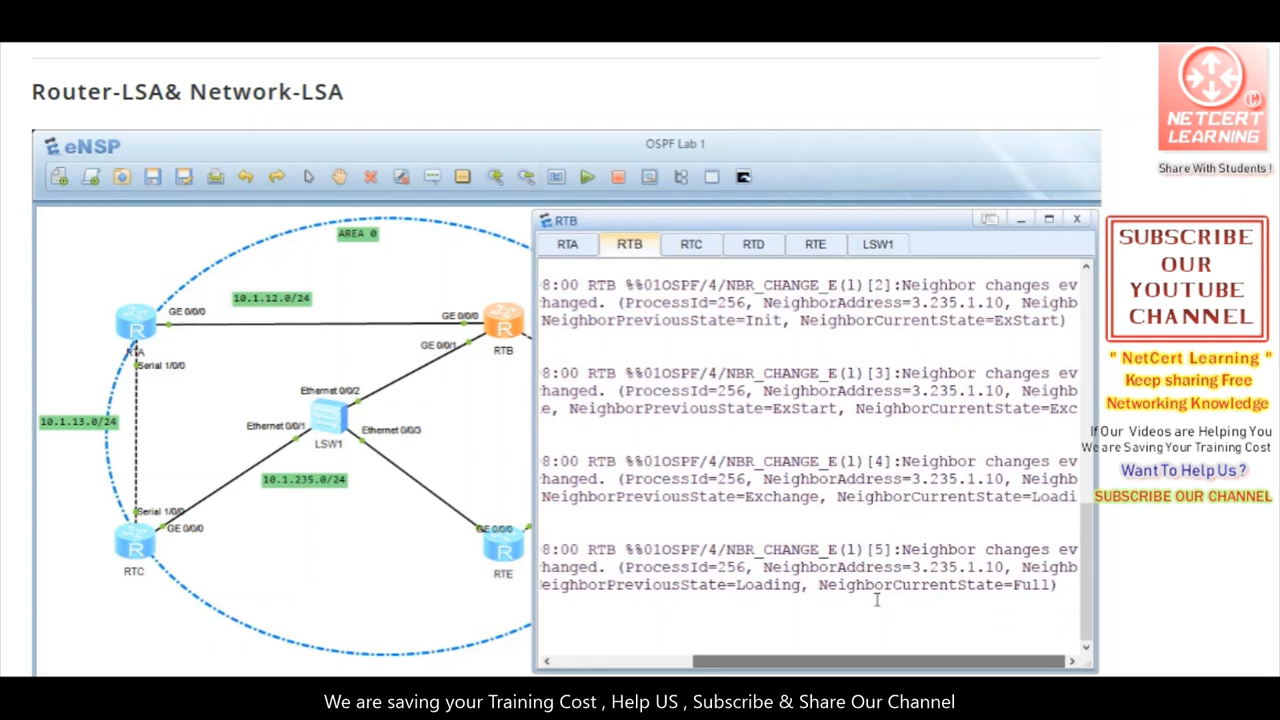 Router-LSA& Network-LSA
eNSP
OSPF Lab 1
AREA 0
10.1.12.0/24
GE 0/0/0
GE 0/0/0
RTB
GE 0/0/1
Serial 1/0/0
Ethernet 0/0/2
10.1.13.0/24
Ethernet 0/0/1
Ethernet 0/0/3
LSW1
10.1.235.0/24
Serial 1/0/0
GE 0/0/0
GE 0/0/0
RTC
RTE
RTB
RTA RTB RTC RTD RTE LSW1
8:00 RTB %%01OSPF/4/NBR_CHANGE_E(l)[2]:Neighbor changes ev
hanged. (ProcessId=256, NeighborAddress=3.235.1.10, Neighb
NeighborPreviousState=Init, NeighborCurrentState=ExStart)
8:00 RTB %%01OSPF/4/NBR_CHANGE_E(l)[3]:Neighbor changes ev
hanged. (ProcessId=256, NeighborAddress=3.235.1.10, Neighb
e, NeighborPreviousState=ExStart, NeighborCurrentState=Exc
8:00 RTB %%01OSPF/4/NBR_CHANGE_E(l)[4]:Neighbor changes ev
hanged. (ProcessId=256, NeighborAddress=3.235.1.10, Neighb
NeighborPreviousState=Exchange, NeighborCurrentState=Loadi
8:00 RTB %%01OSPF/4/NBR_CHANGE_E(l)[5]:Neighbor changes ev
hanged. (ProcessId=256, NeighborAddress=3.235.1.10, Neighb
eighborPreviousState=Loading, NeighborCurrentState=Full)
NETCERT
LEARNING
Share With Students !
SUBSCRIBE
OUR
YOUTUBE
CHANNEL
" NetCert Learning "
Keep sharing Free
Networking Knowledge
If Our Videos are Helping You
We are Saving Your Training Cost
Want To Help Us ?
SUBSCRIBE OUR CHANNEL
We are saving your Training Cost , Help US , Subscribe & Share Our Channel